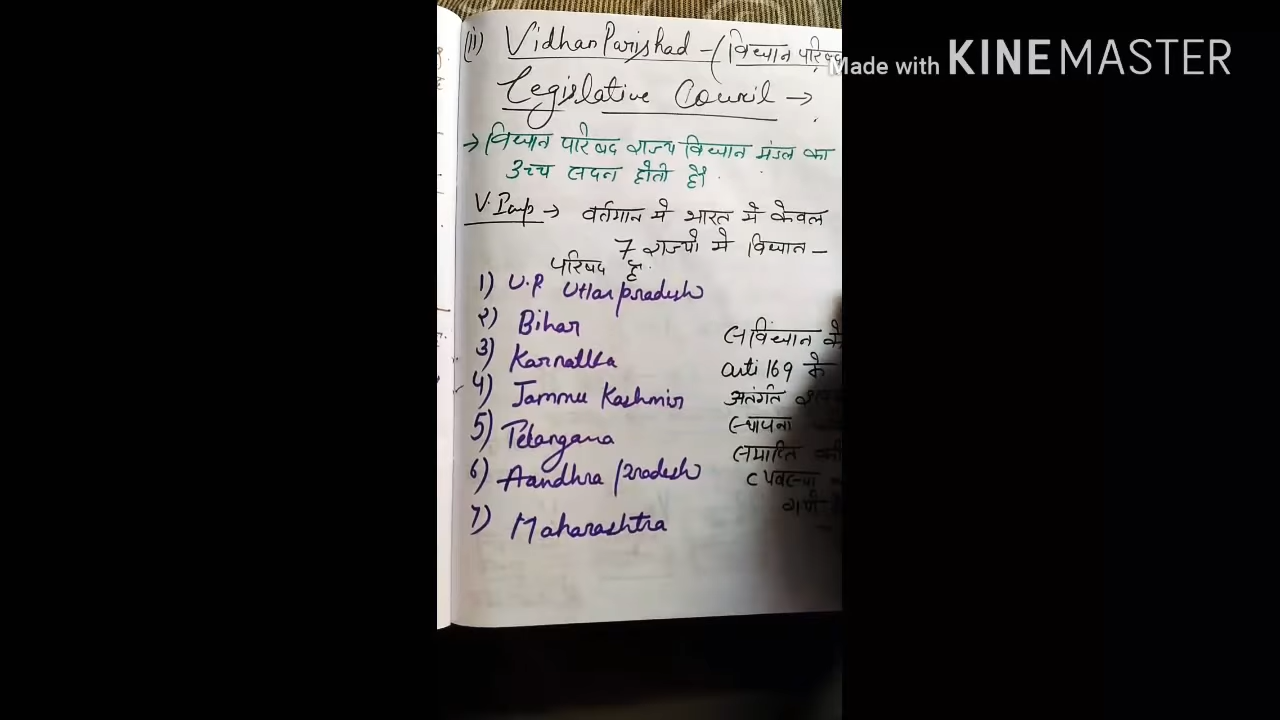 (ii) Vidhan Parishad - (विधान परिषद
Made with KINEMASTER
Legislative Council →
→ विधान परिषद राज्य विधान मंडल का
उच्च सदन होती है।
V. Imp → वर्तमान मे भारत मे केवल
7 राज्यो मे विधान -
परिषद है.
1) U.P Uttar pradesh
2) Bihar
3) Karnatka
4) Jammu Kashmir
5) Telangana
6) Aandhra Pradesh
7) Maharashtra
संविधान के
arti 169 के
अतंर्गत
स्थापना
समाप्ति की